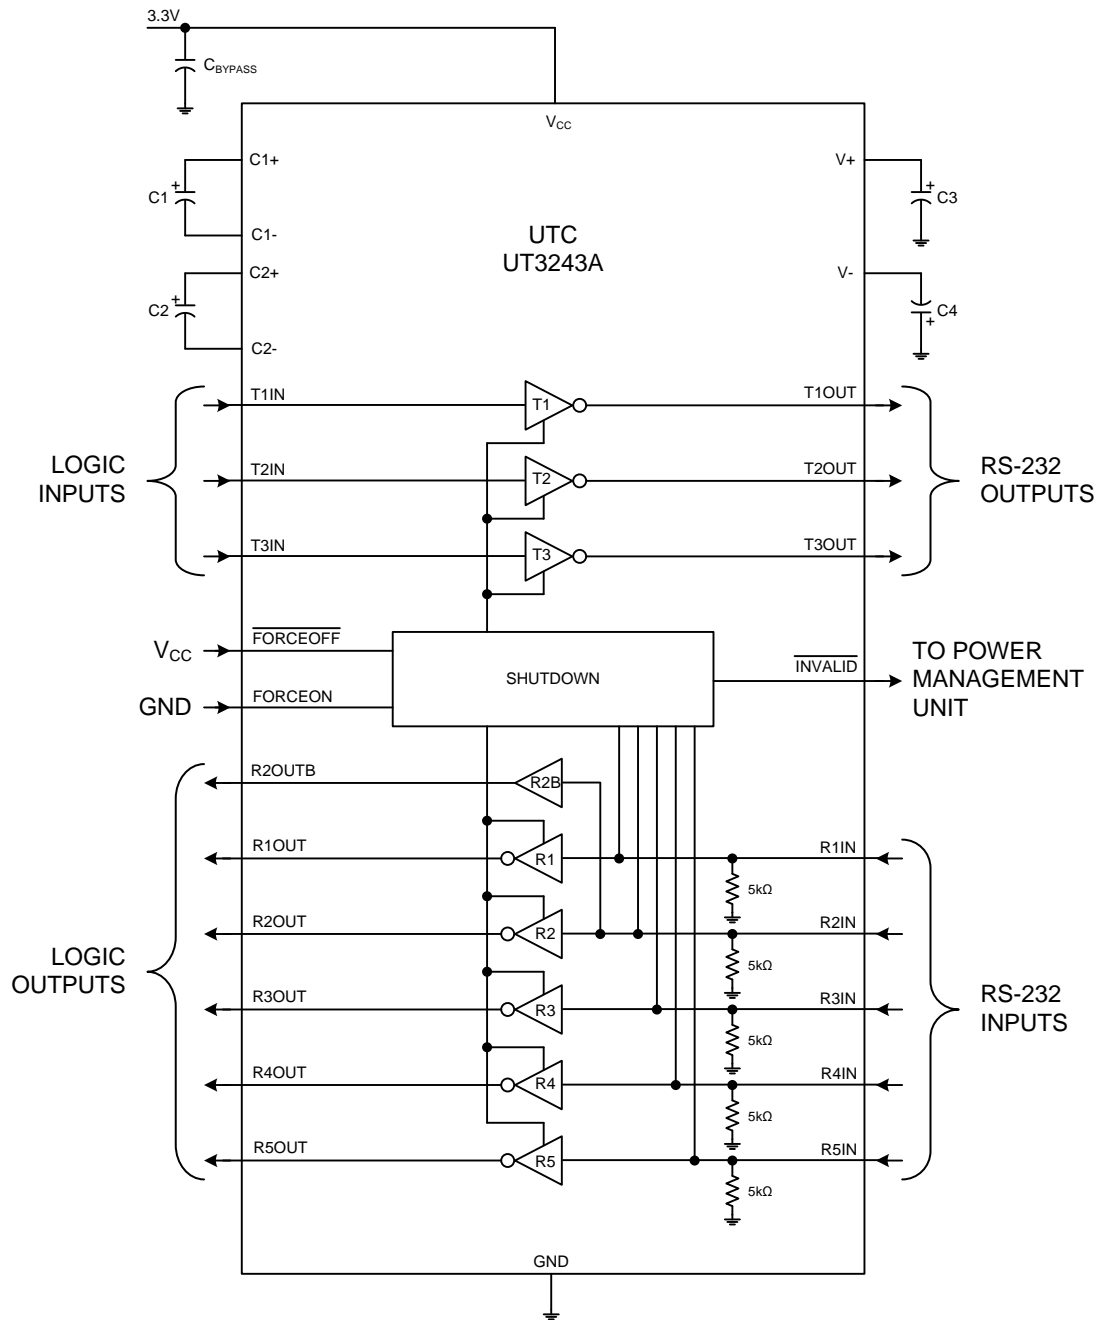 3.3V
CBYPASS
VCC
C1+
V+
C1
C3
C1-
UTC
UT3243A
C2+
V-
C2
C4
C2-
T1IN
T1
T1OUT
LOGIC
INPUTS
T2IN
T2
T2OUT
RS-232
OUTPUTS
T3IN
T3
T3OUT
VCC
FORCEOFF
SHUTDOWN
INVALID
TO POWER
MANAGEMENT
UNIT
GND
FORCEON
R2OUTB
R2B
R1OUT
R1
R1IN
5kΩ
R2OUT
R2
R2IN
5kΩ
LOGIC
OUTPUTS
R3OUT
R3
R3IN
5kΩ
RS-232
INPUTS
R4OUT
R4
R4IN
5kΩ
R5OUT
R5
R5IN
5kΩ
GND